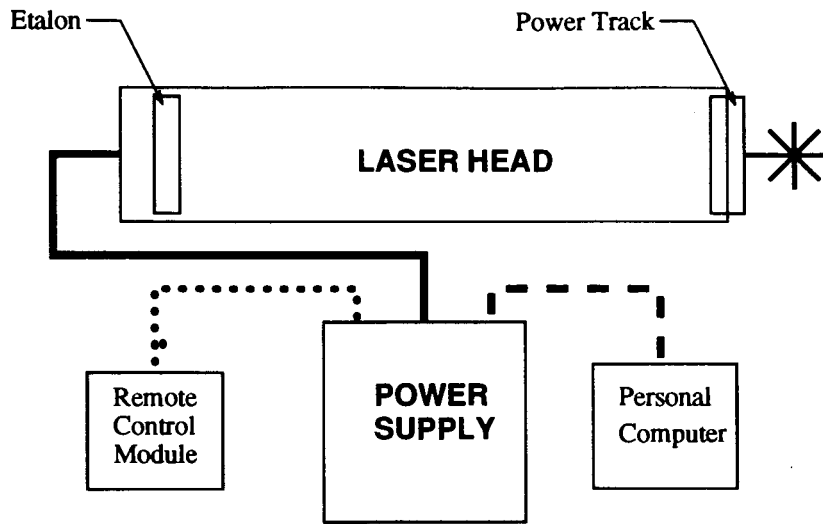 Etalon
Power Track
LASER HEAD
Remote
Control
Module
POWER
SUPPLY
Personal
Computer